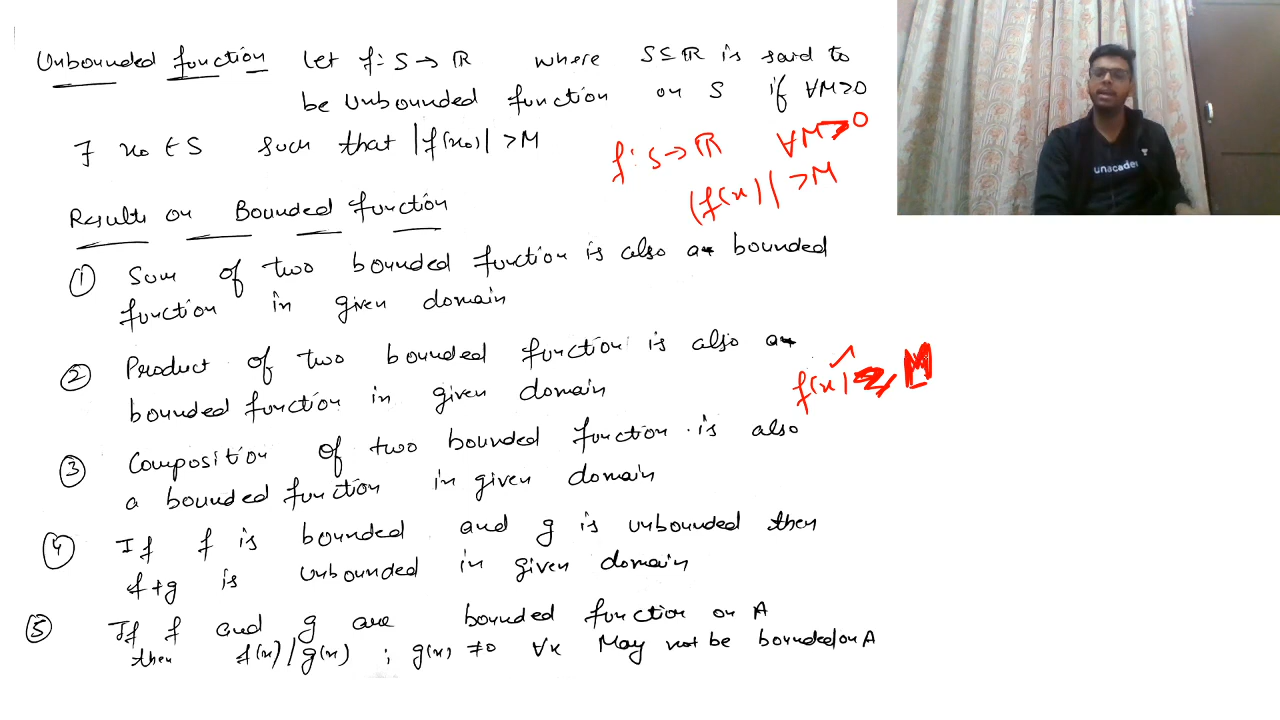 Unbounded function Let f: S → ℝ where S ⊆ ℝ is said to
be Unbounded function on S if ∀M>0
∃ x₀ ∈ S such that |f(x₀)| > M
f: S → ℝ ∀M>0
|f(x)| > M
Results on Bounded function
① Sum of two bounded function is also a bounded
function in given domain
② Product of two bounded function is also a
bounded function in given domain
f(x) M
③ Composition of two bounded function is also
a bounded function in given domain
④ If f is bounded and g is unbounded then
f+g is unbounded in given domain
⑤ If f and g are bounded function on A
then f(x)/g(x) ; g(x) ≠0 ∀x May not be bounded on A
unacade